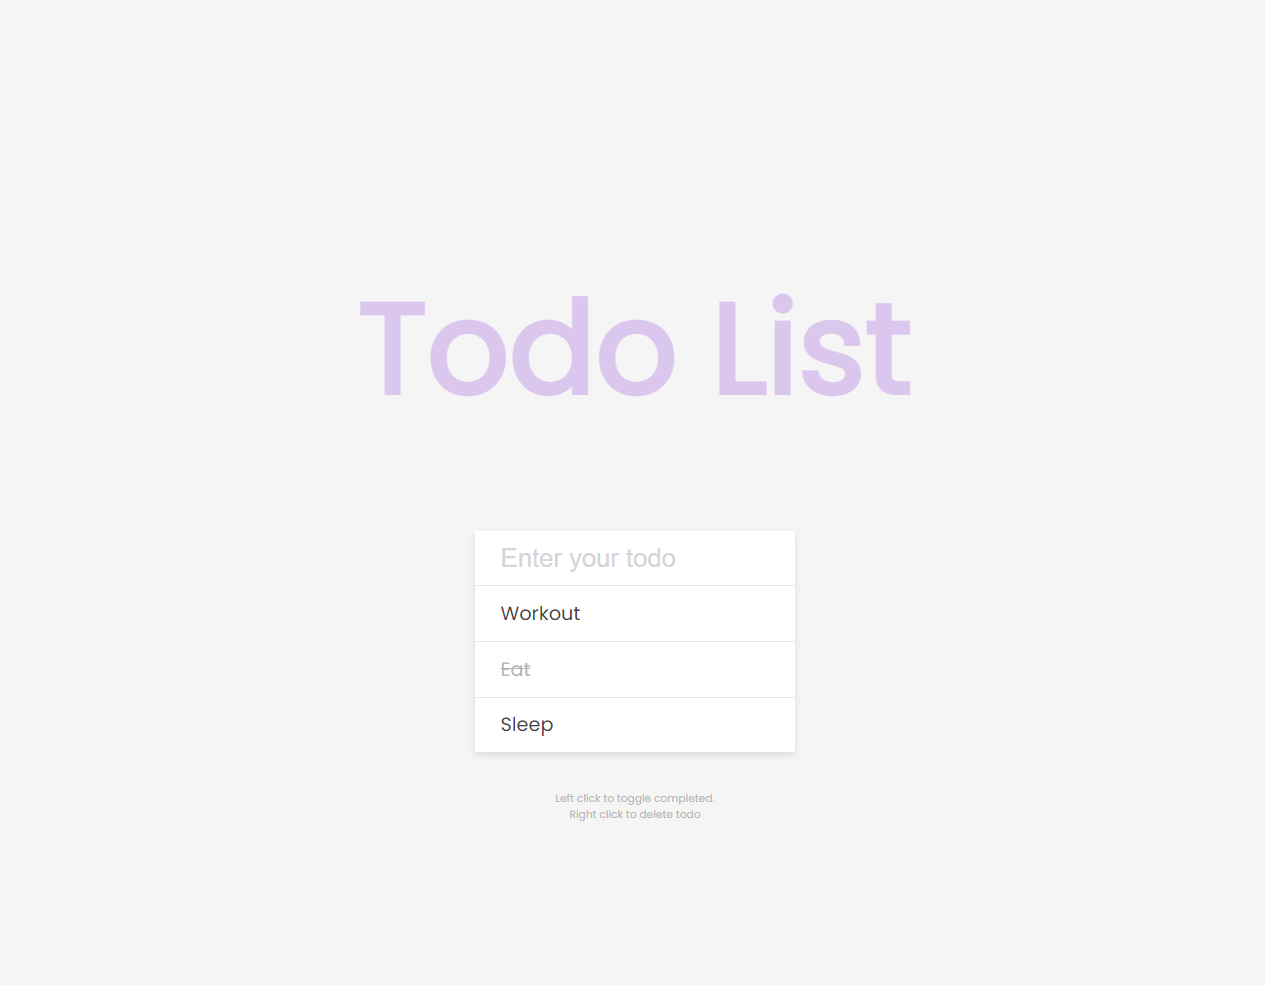 Todo List
Enter your todo
Workout
Eat
Sleep
Left click to toggle completed.
Right click to delete todo